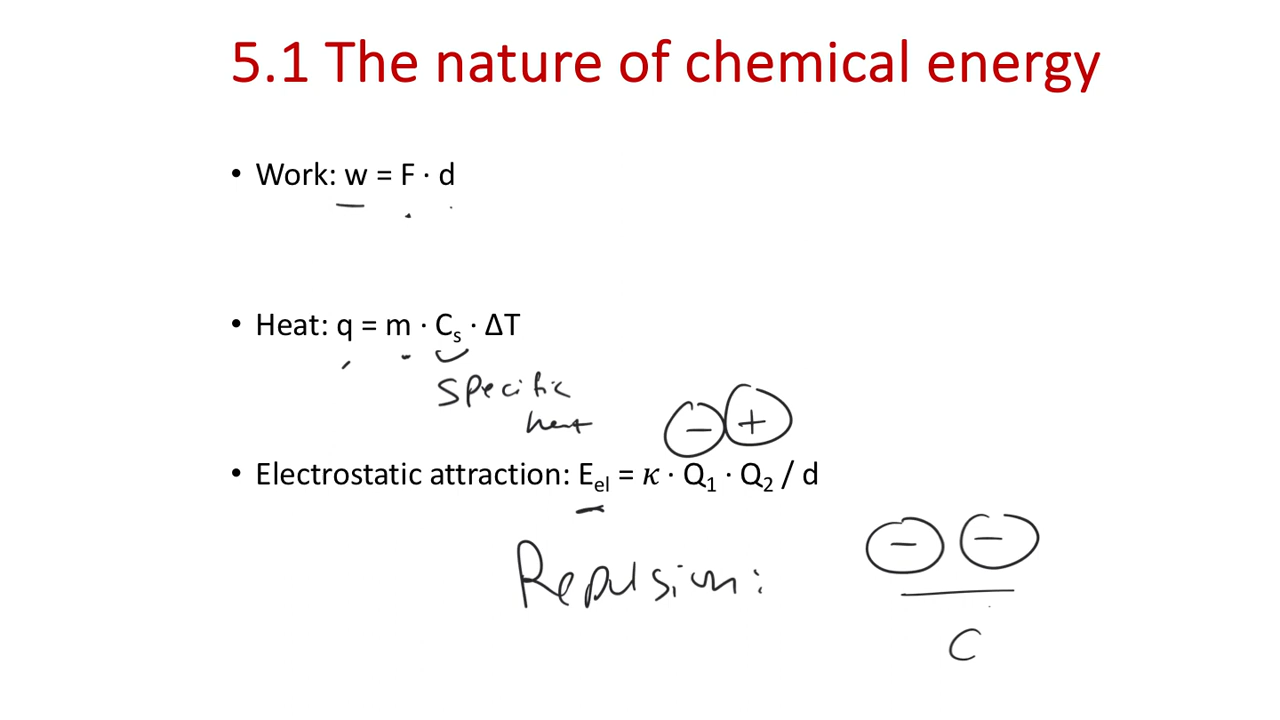 5.1 The nature of chemical energy
• Work: w = F · d
• Heat: q = m · Cₛ · ΔT
Specific
heat
− +
• Electrostatic attraction: Eₑₗ = κ · Q₁ · Q₂ / d
− −
Repulsion:
C